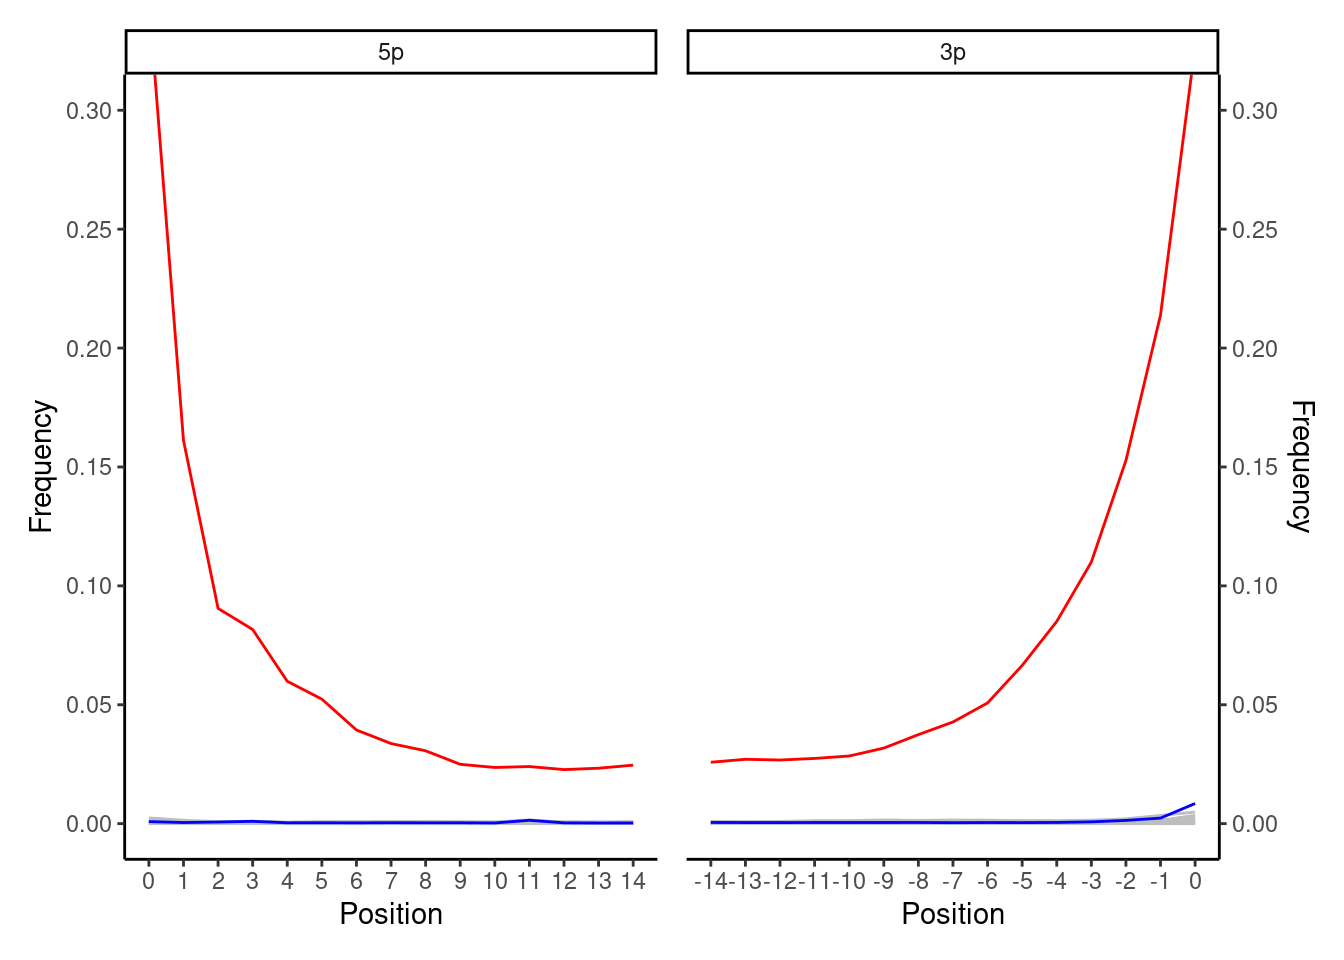 5p 3p
0.30 0.30
0.25 0.25
0.20 0.20
0.15 0.15
0.10 0.10
0.05 0.05
0.00 0.00
Frequency
Frequency
0 1 2 3 4 5 6 7 8 9 10 11 12 13 14
-14 -13 -12 -11 -10 -9 -8 -7 -6 -5 -4 -3 -2 -1 0
Position Position